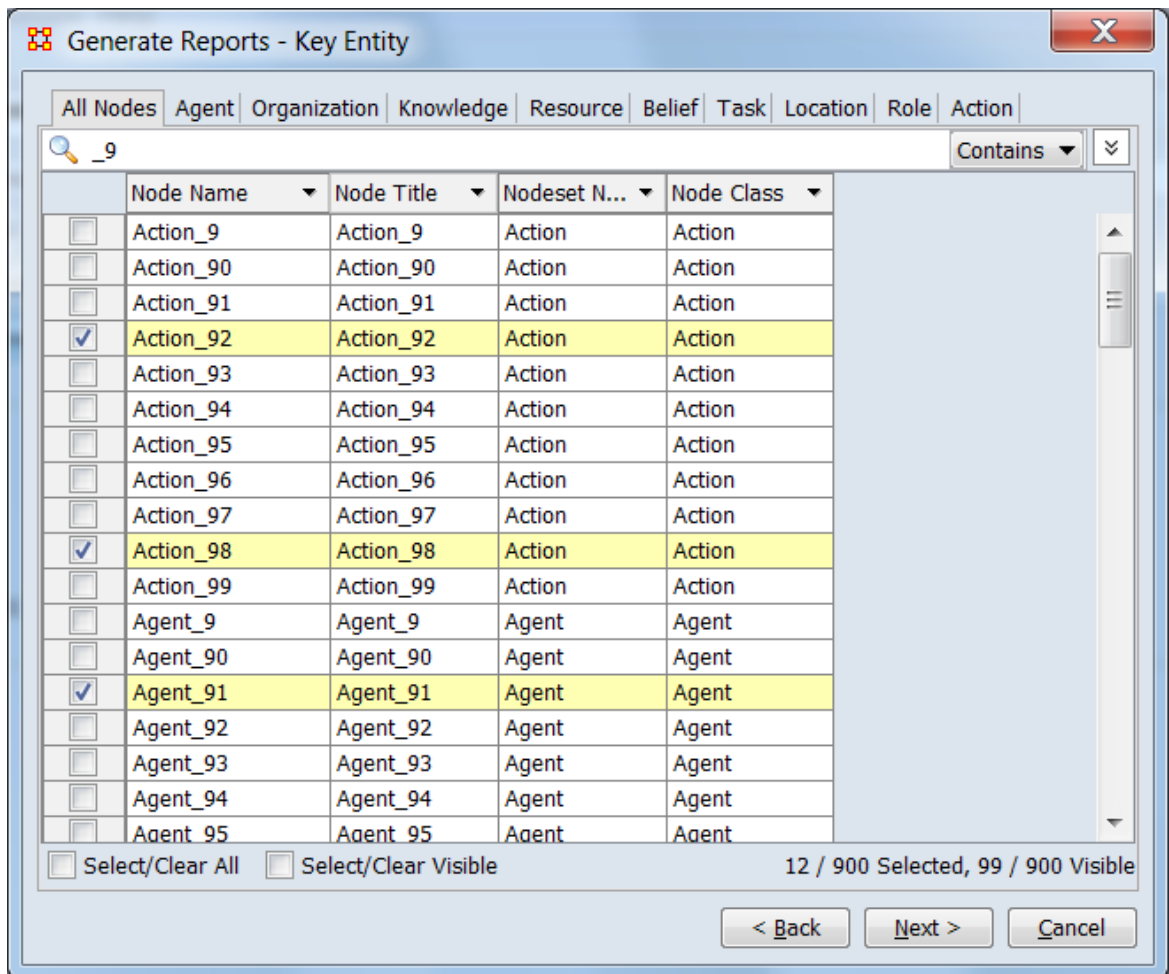 Generate Reports - Key Entity
All Nodes Agent Organization Knowledge Resource Belief Task Location Role Action
_9 Contains
Node Name Node Title Nodeset N... Node Class
Action_9 Action_9 Action Action
Action_90 Action_90 Action Action
Action_91 Action_91 Action Action
Action_92 Action_92 Action Action
Action_93 Action_93 Action Action
Action_94 Action_94 Action Action
Action_95 Action_95 Action Action
Action_96 Action_96 Action Action
Action_97 Action_97 Action Action
Action_98 Action_98 Action Action
Action_99 Action_99 Action Action
Agent_9 Agent_9 Agent Agent
Agent_90 Agent_90 Agent Agent
Agent_91 Agent_91 Agent Agent
Agent_92 Agent_92 Agent Agent
Agent_93 Agent_93 Agent Agent
Agent_94 Agent_94 Agent Agent
Agent_95 Agent_95 Agent Agent
Select/Clear All Select/Clear Visible 12 / 900 Selected, 99 / 900 Visible
< Back Next > Cancel